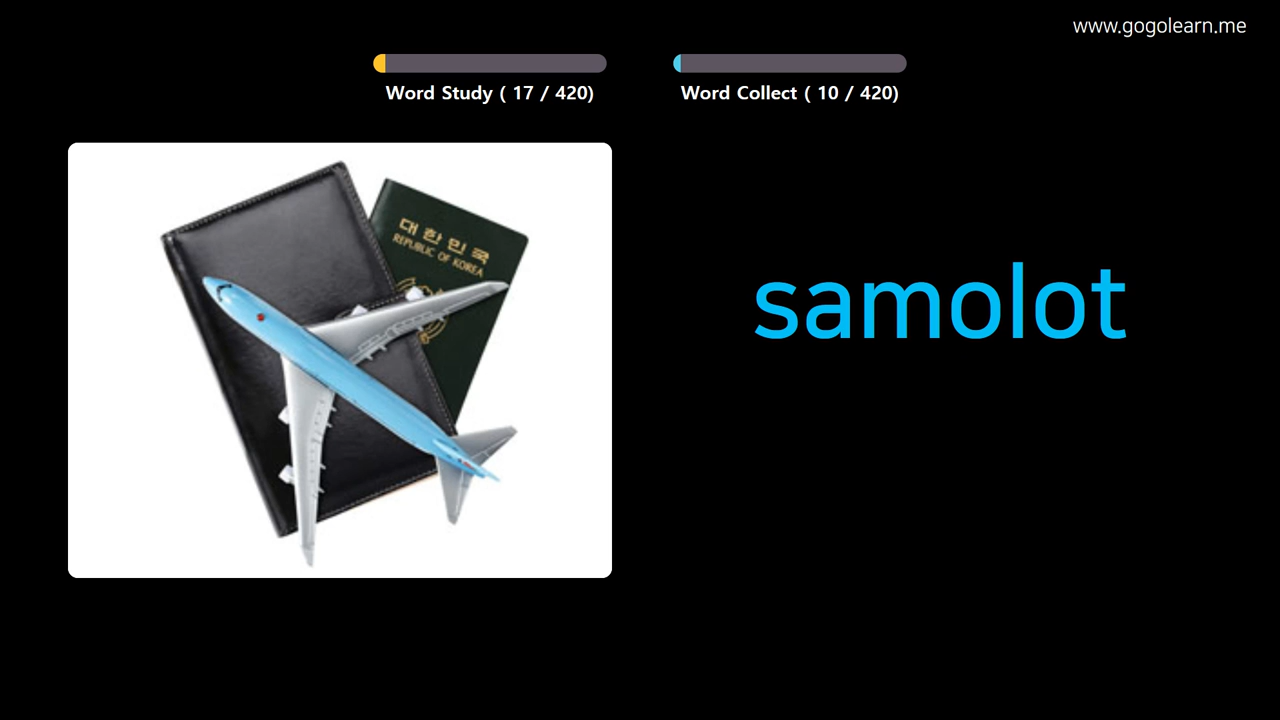 www.gogolearn.me
Word Study ( 17 / 420)
Word Collect ( 10 / 420)
대한민국
REPUBLIC OF KOREA
samolot